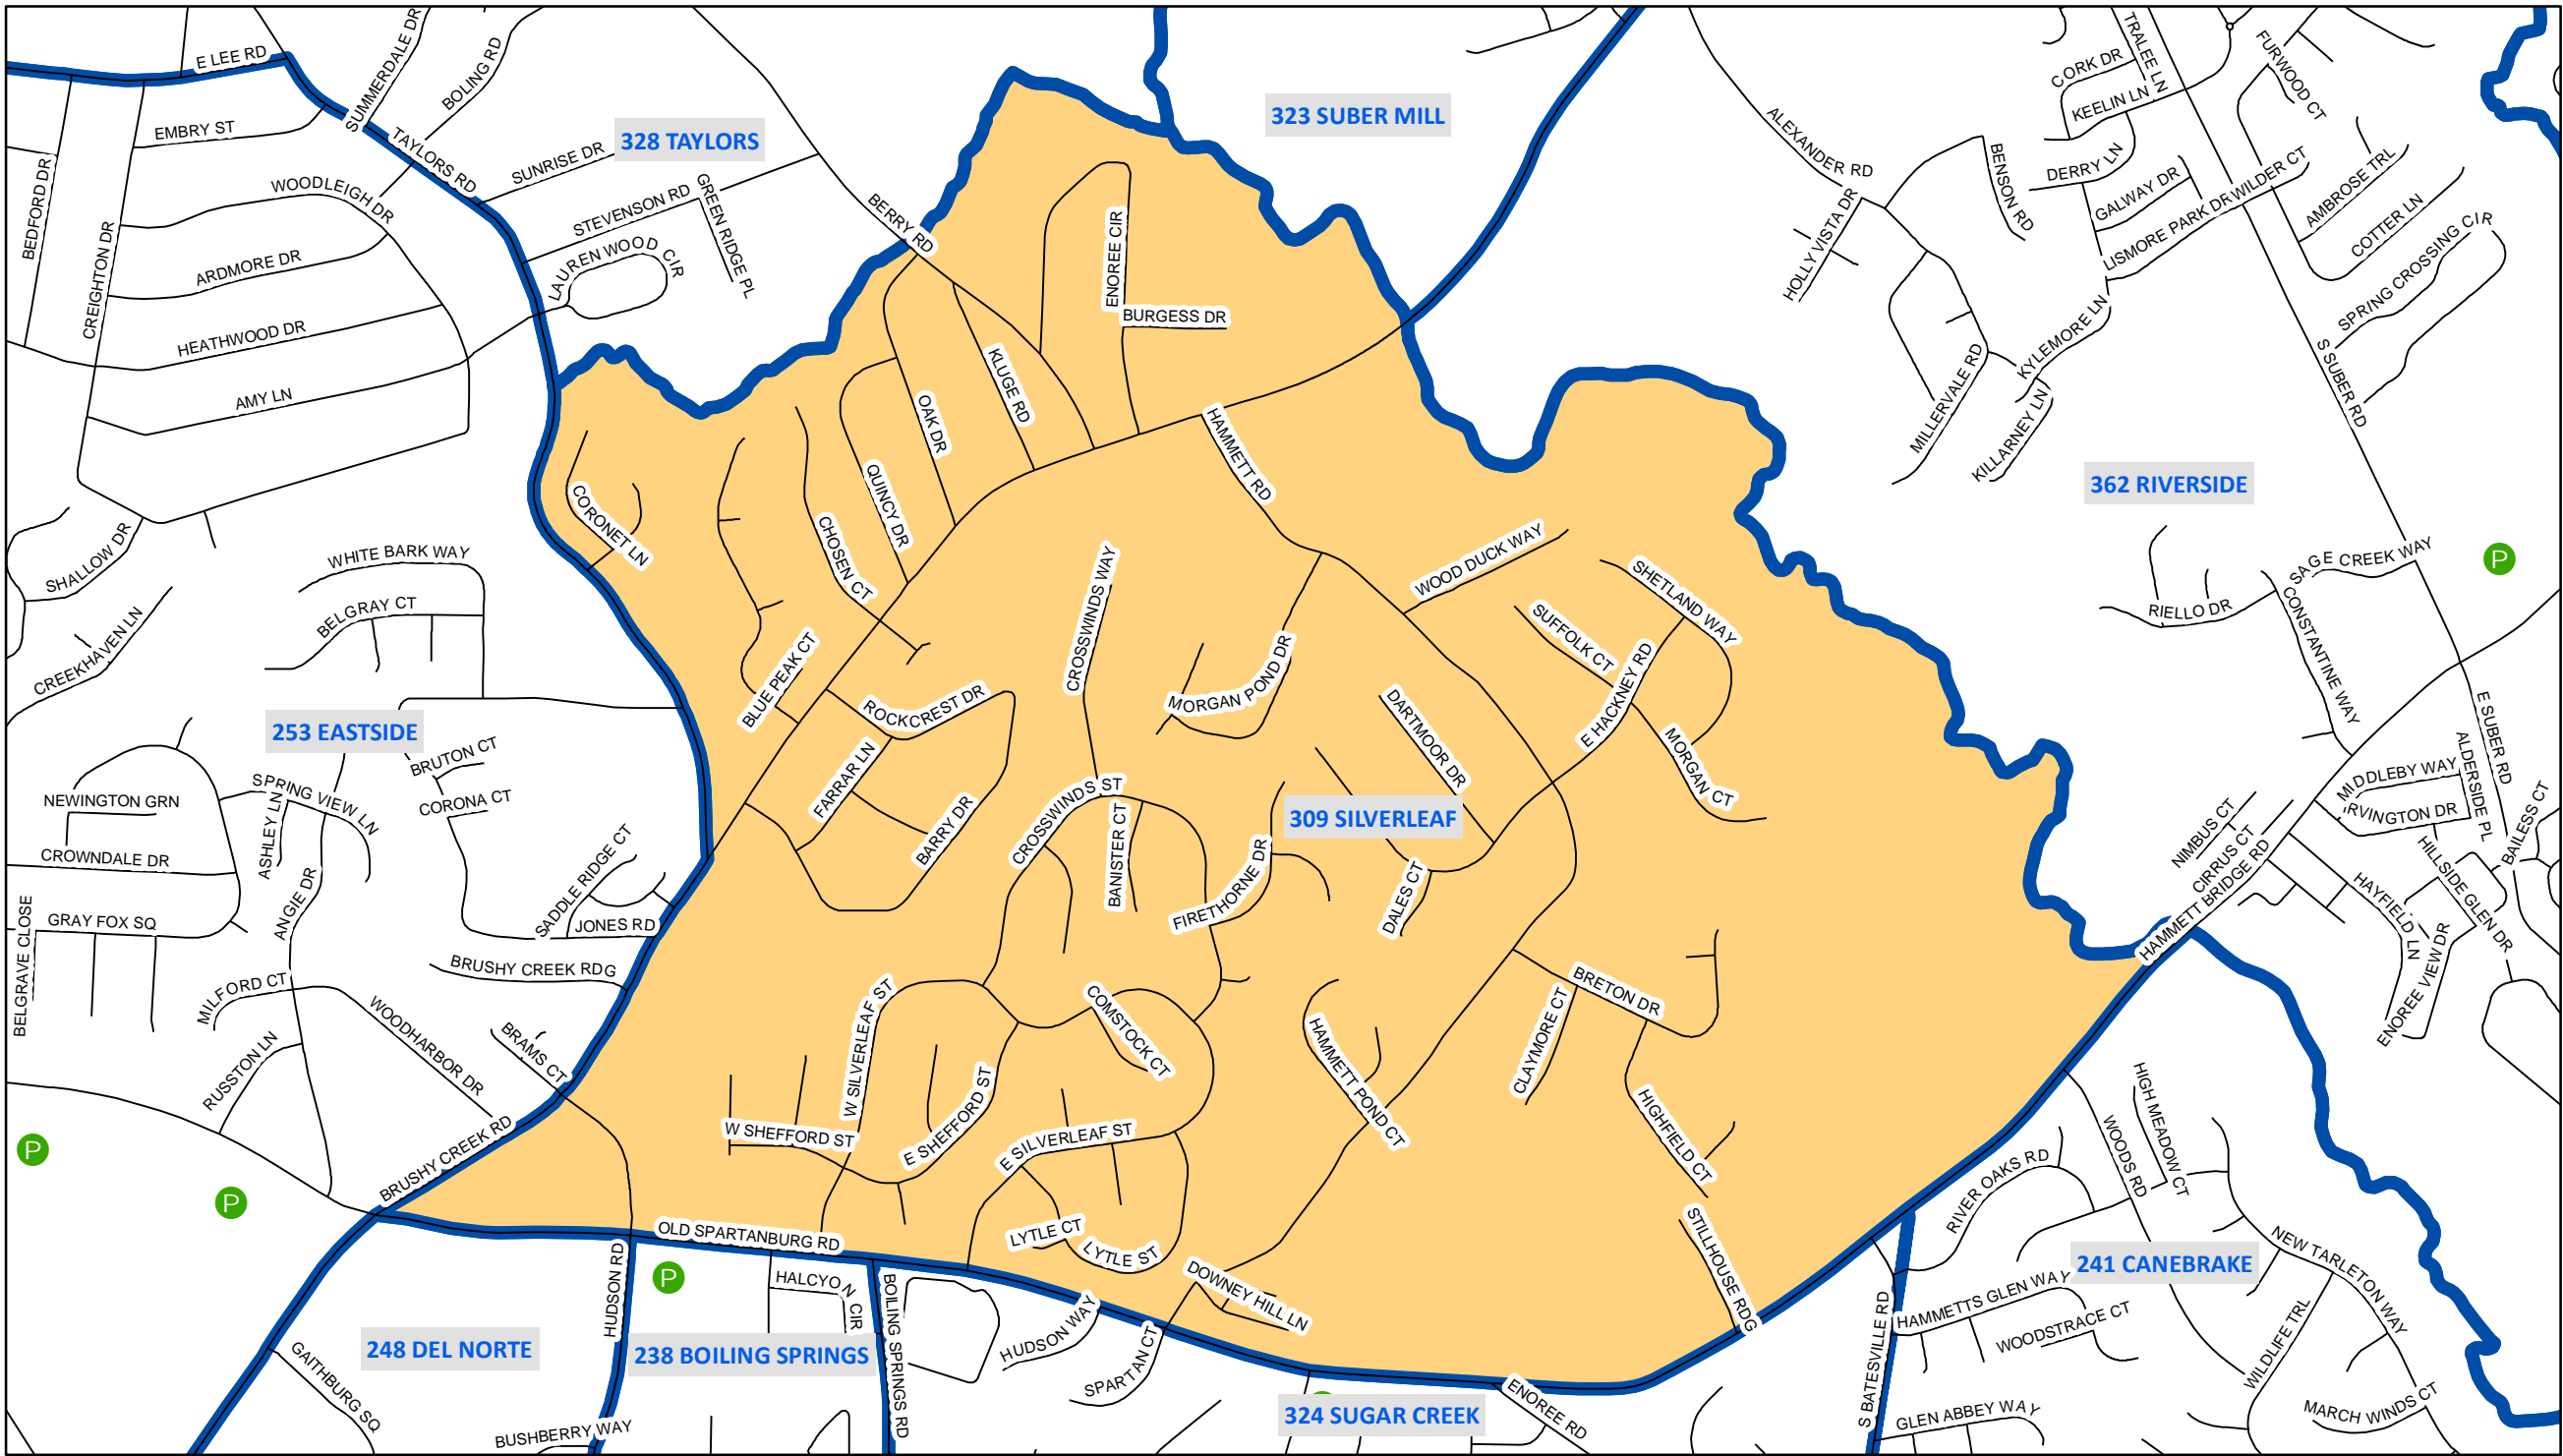 E LEE RD
SUMMERDALE DR
BOLING RD
EMBRY ST
TAYLORS RD
SUNRISE DR
328 TAYLORS
323 SUBER MILL
STEVENSON RD
GREEN RIDGE PL
LAUREN WOOD CIR
BERRY RD
BEDFORD DR
CREIGHTON DR
WOODLEIGH DR
ARDMORE DR
HEATHWOOD DR
AMY LN
ENOREE CIR
BURGESS DR
KLUGE RD
OAK DR
QUINCY DR
CHOSEN CT
CORONET LN
HAMMETT RD
ALEXANDER RD
HOLLY VISTA DR
BENSON RD
CORK DR
TRALEE LN
KEELIN LN
DERRY LN
GALWAY DR
LISMORE PARK DR
WILDER CT
FURWOOD CT
AMBROSE TRL
COTTER LN
SPRING CROSSING CIR
S SUBER RD
KYLEMORE LN
KILLARNEY LN
MILLERVALE RD
362 RIVERSIDE
P
SAGE CREEK WAY
RIELLO DR
CONSTANTINE WAY
SHALLOW DR
WHITE BARK WAY
BELGRAY CT
CREEKHAVEN LN
253 EASTSIDE
BRUTON CT
CORONA CT
NEWINGTON GRN
SPRING VIEW LN
ASHLEY LN
CROWNDALE DR
ANGIE DR
GRAY FOX SQ
BELGRAVE CLOSE
MILFORD CT
WOODHARBOR DR
RUSSTON LN
SADDLE RIDGE CT
JONES RD
BRUSHY CREEK RDG
BRAMS CT
BRUSHY CREEK RD
BLUE PEAK CT
ROCKCREST DR
FARRAR LN
BARRY DR
CROSSWINDS WAY
MORGAN POND DR
WOOD DUCK WAY
SHETLAND WAY
SUFFOLK CT
E HACKNEY RD
MORGAN CT
DARTMOOR DR
309 SILVERLEAF
CROSSWINDS ST
BANISTER CT
FIRETHORNE DR
DALES CT
BRETON DR
CLAYMORE CT
HIGHFIELD CT
STILLHOUSE RDG
HAMMETT POND CT
COMSTOCK CT
W SILVERLEAF ST
W SHEFFORD ST
E SHEFFORD ST
E SILVERLEAF ST
LYTLE CT
LYTLE ST
DOWNEY HILL LN
OLD SPARTANBURG RD
HAMMETT BRIDGE RD
NIMBUS CT
CIRRUS CT
MIDDLEBY WAY
IRVINGTON DR
ALDERSIDE PL
E SUBER RD
BAILESS CT
HILLSIDE GLEN DR
HAYFIELD LN
ENOREE VIEW DR
P
P
P
HUDSON RD
HALCYON CIR
BOILING SPRINGS RD
HUDSON WAY
SPARTAN CT
248 DEL NORTE
238 BOILING SPRINGS
324 SUGAR CREEK
GAITHBURG SQ
BUSHBERRY WAY
ENOREE RD
S BATESVILLE RD
RIVER OAKS RD
WOODS RD
HIGH MEADOW CT
241 CANEBRAKE
NEW TARLETON WAY
HAMMETTS GLEN WAY
WOODSTRACE CT
WILDLIFE TRL
GLEN ABBEY WAY
MARCH WINDS CT